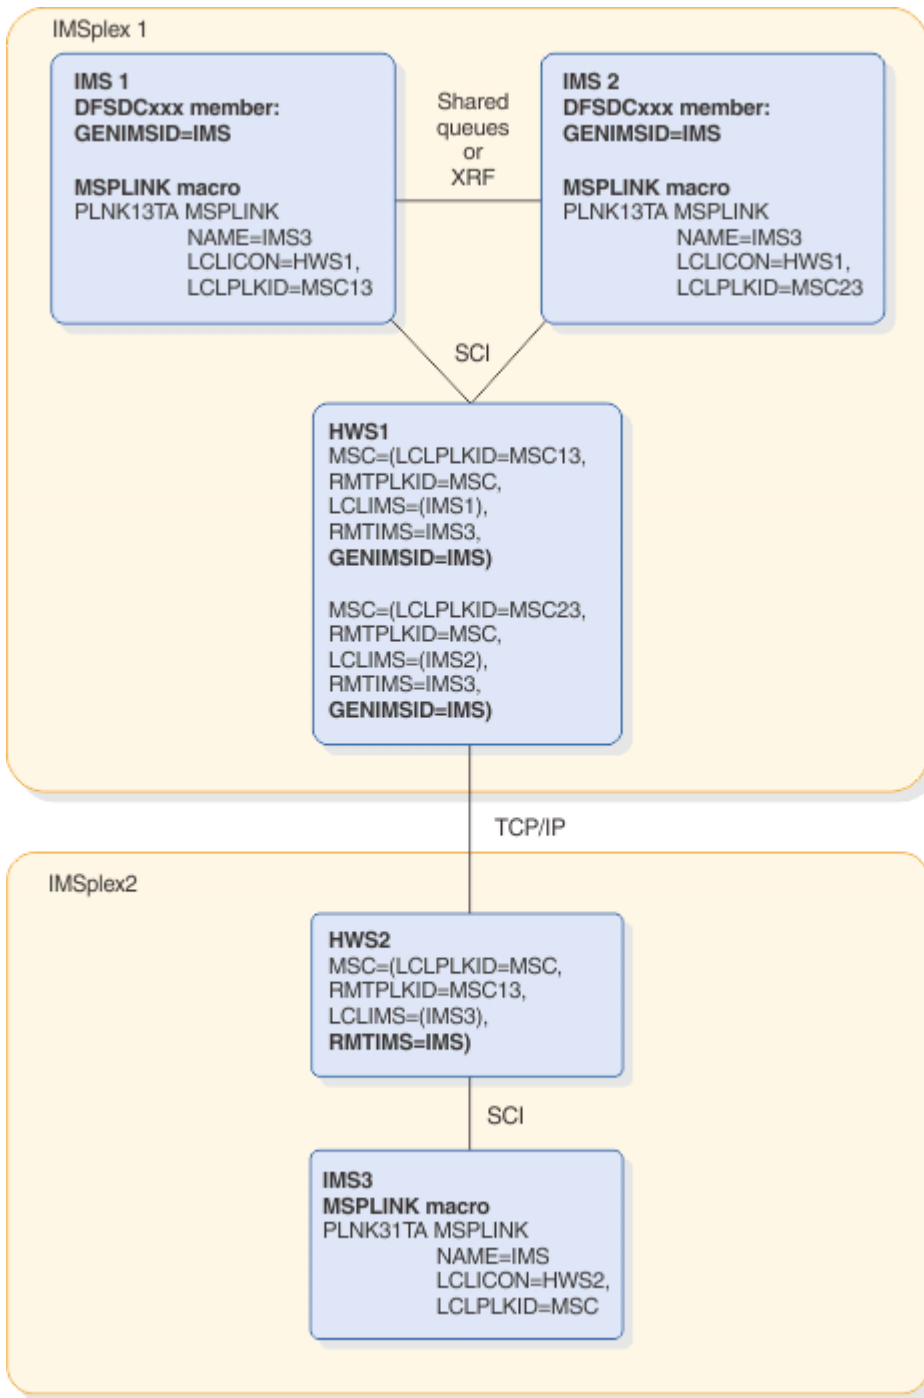 IMSplex 1
IMS 1
DFSDCxxx member:
GENIMSID=IMS
MSPLINK macro
PLNK13TA MSPLINK
NAME=IMS3
LCLICON=HWS1,
LCLPLKID=MSC13
Shared
queues
or
XRF
IMS 2
DFSDCxxx member:
GENIMSID=IMS
MSPLINK macro
PLNK13TA MSPLINK
NAME=IMS3
LCLICON=HWS1,
LCLPLKID=MSC23
SCI
HWS1
MSC=(LCLPLKID=MSC13,
RMTPLKID=MSC,
LCLIMS=(IMS1),
RMTIMS=IMS3,
GENIMSID=IMS)
MSC=(LCLPLKID=MSC23,
RMTPLKID=MSC,
LCLIMS=(IMS2),
RMTIMS=IMS3,
GENIMSID=IMS)
TCP/IP
IMSplex2
HWS2
MSC=(LCLPLKID=MSC,
RMTPLKID=MSC13,
LCLIMS=(IMS3),
RMTIMS=IMS)
SCI
IMS3
MSPLINK macro
PLNK31TA MSPLINK
NAME=IMS
LCLICON=HWS2,
LCLPLKID=MSC